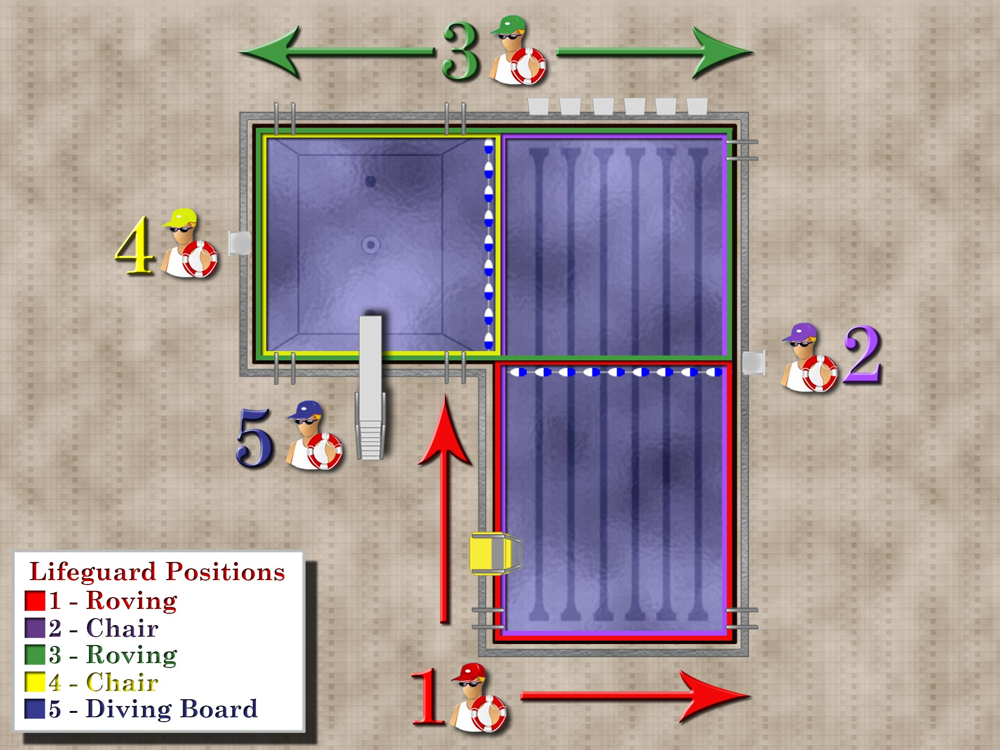 3
4
2
5
Lifeguard Positions
1 - Roving
2 - Chair
3 - Roving
4 - Chair
5 - Diving Board
1